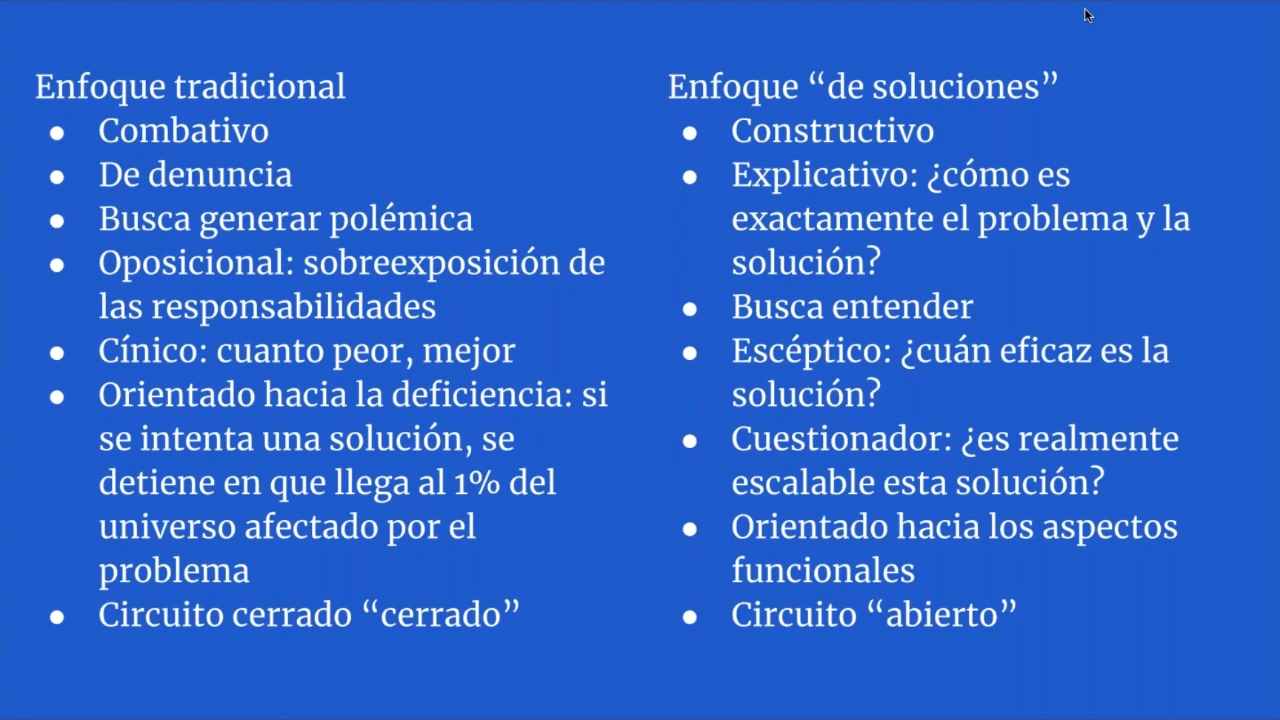 Enfoque tradicional
● Combativo
● De denuncia
● Busca generar polémica
● Oposicional: sobreexposición de
las responsabilidades
● Cínico: cuanto peor, mejor
● Orientado hacia la deficiencia: si
se intenta una solución, se
detiene en que llega al 1% del
universo afectado por el
problema
● Circuito cerrado “cerrado”
Enfoque “de soluciones”
● Constructivo
● Explicativo: ¿cómo es
exactamente el problema y la
solución?
● Busca entender
● Escéptico: ¿cuán eficaz es la
solución?
● Cuestionador: ¿es realmente
escalable esta solución?
● Orientado hacia los aspectos
funcionales
● Circuito “abierto”